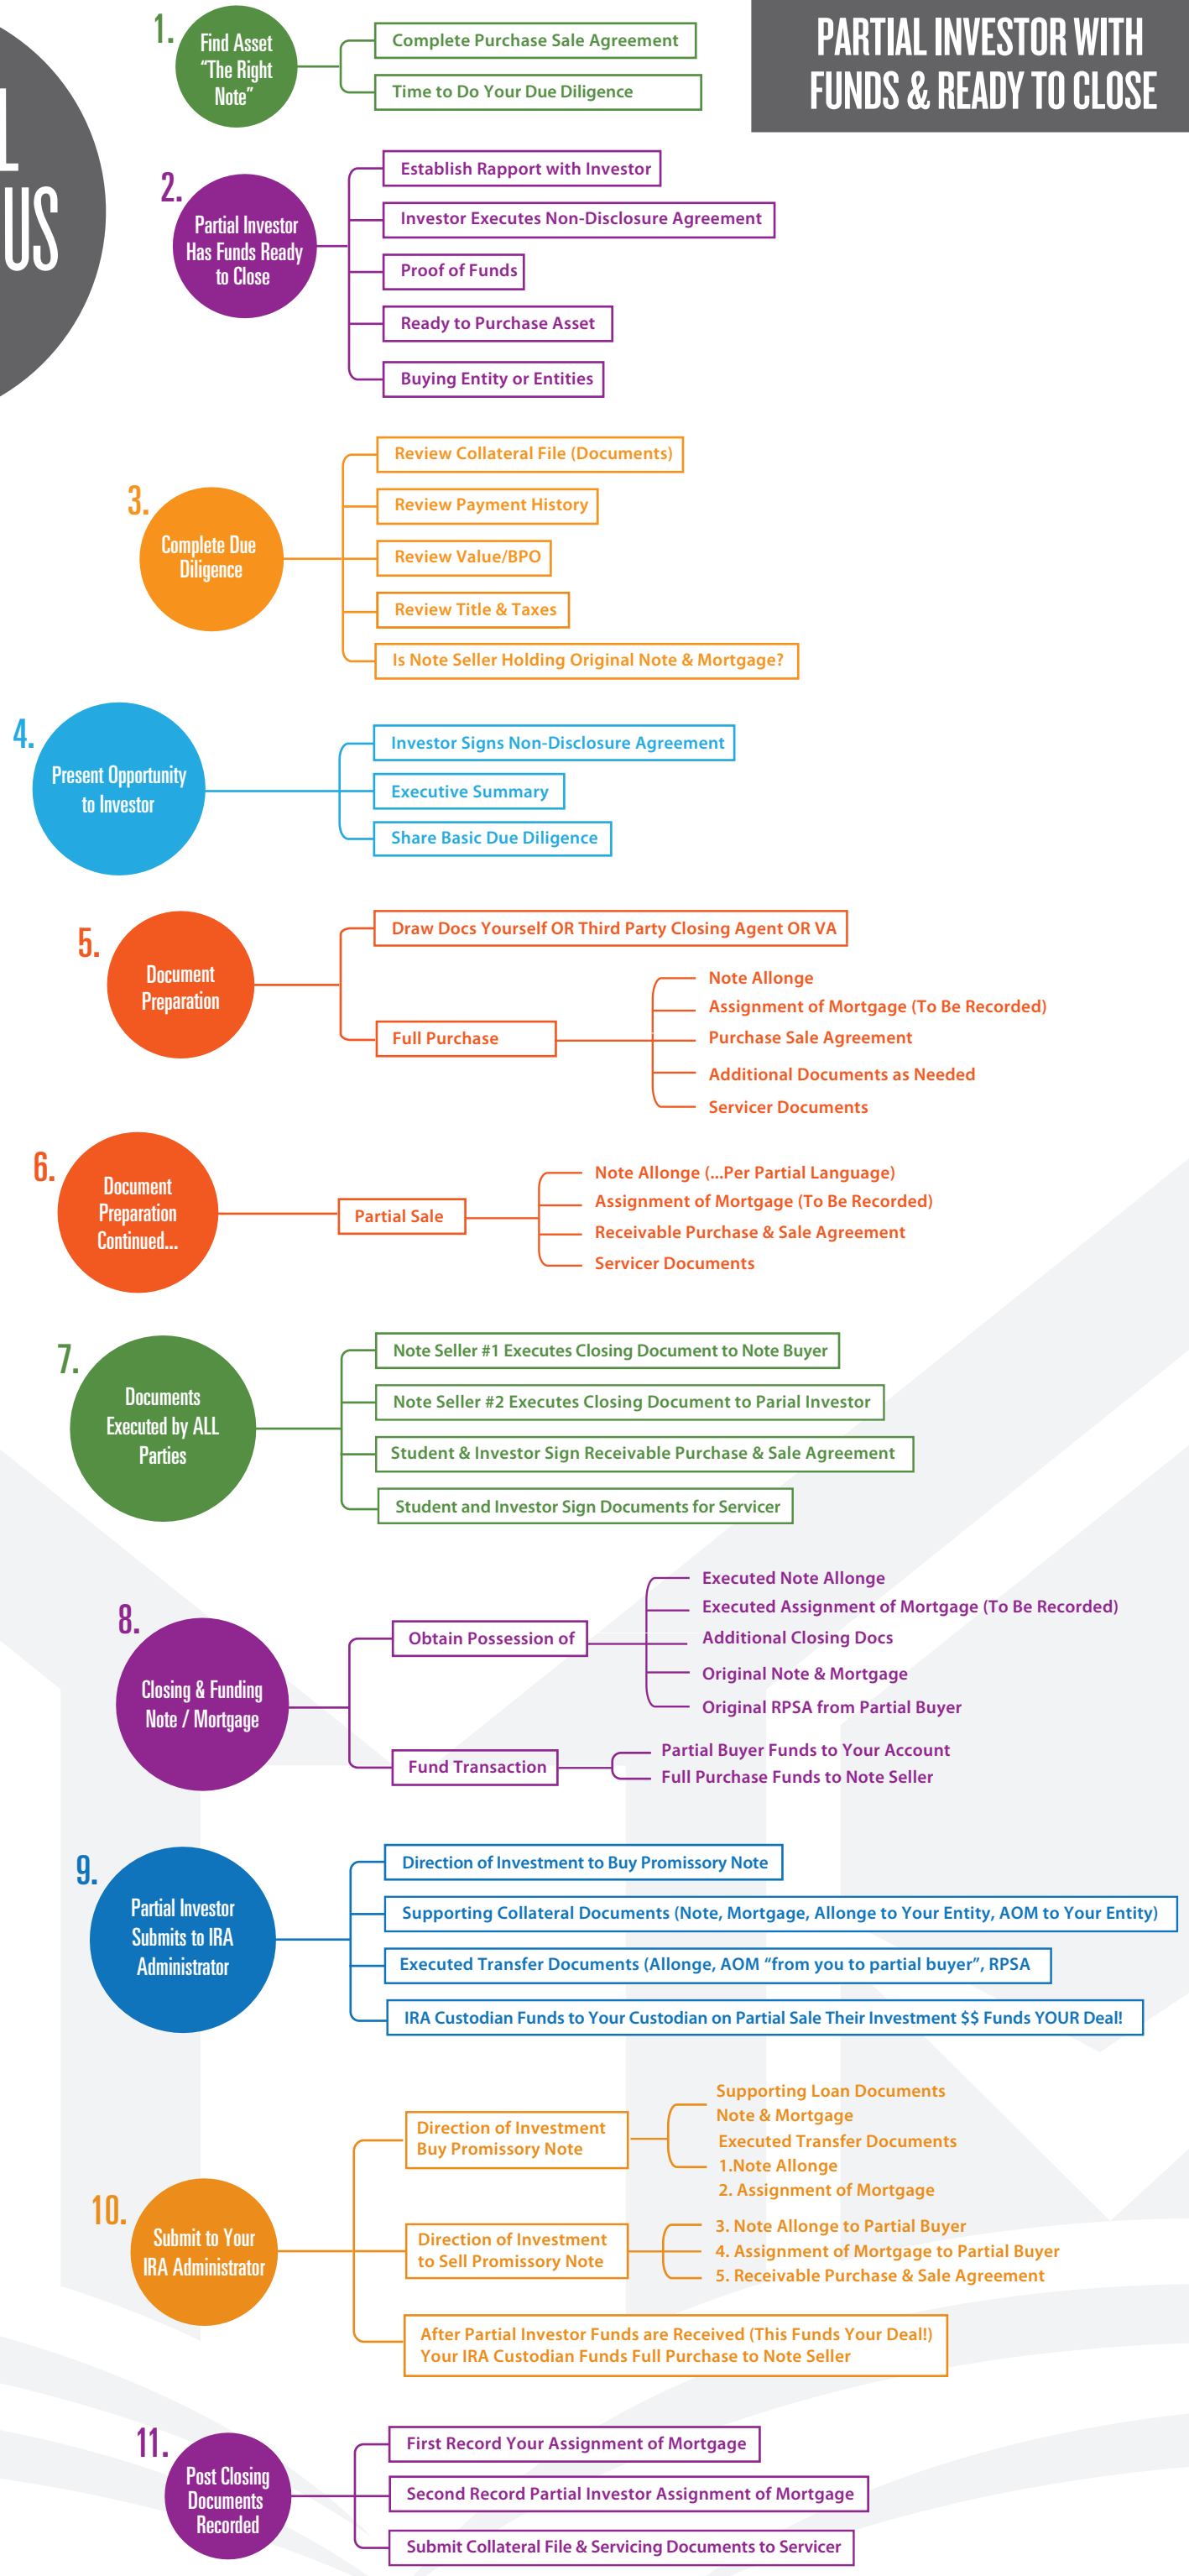 L
US
PARTIAL INVESTOR WITH
FUNDS & READY TO CLOSE
1.
Find Asset
“The Right
Note”
Complete Purchase Sale Agreement
Time to Do Your Due Diligence
2.
Partial Investor
Has Funds Ready
to Close
Establish Rapport with Investor
Investor Executes Non-Disclosure Agreement
Proof of Funds
Ready to Purchase Asset
Buying Entity or Entities
3.
Complete Due
Diligence
Review Collateral File (Documents)
Review Payment History
Review Value/BPO
Review Title & Taxes
Is Note Seller Holding Original Note & Mortgage?
4.
Present Opportunity
to Investor
Investor Signs Non-Disclosure Agreement
Executive Summary
Share Basic Due Diligence
5.
Document
Preparation
Draw Docs Yourself OR Third Party Closing Agent OR VA
Full Purchase
Note Allonge
Assignment of Mortgage (To Be Recorded)
Purchase Sale Agreement
Additional Documents as Needed
Servicer Documents
6.
Document
Preparation
Continued...
Partial Sale
Note Allonge (...Per Partial Language)
Assignment of Mortgage (To Be Recorded)
Receivable Purchase & Sale Agreement
Servicer Documents
7.
Documents
Executed by ALL
Parties
Note Seller #1 Executes Closing Document to Note Buyer
Note Seller #2 Executes Closing Document to Parial Investor
Student & Investor Sign Receivable Purchase & Sale Agreement
Student and Investor Sign Documents for Servicer
8.
Closing & Funding
Note / Mortgage
Obtain Possession of
Executed Note Allonge
Executed Assignment of Mortgage (To Be Recorded)
Additional Closing Docs
Original Note & Mortgage
Original RPSA from Partial Buyer
Fund Transaction
Partial Buyer Funds to Your Account
Full Purchase Funds to Note Seller
9.
Partial Investor
Submits to IRA
Administrator
Direction of Investment to Buy Promissory Note
Supporting Collateral Documents (Note, Mortgage, Allonge to Your Entity, AOM to Your Entity)
Executed Transfer Documents (Allonge, AOM “from you to partial buyer”, RPSA
IRA Custodian Funds to Your Custodian on Partial Sale Their Investment $$ Funds YOUR Deal!
10.
Submit to Your
IRA Administrator
Direction of Investment
Buy Promissory Note
Supporting Loan Documents
Note & Mortgage
Executed Transfer Documents
1.Note Allonge
2. Assignment of Mortgage
Direction of Investment
to Sell Promissory Note
3. Note Allonge to Partial Buyer
4. Assignment of Mortgage to Partial Buyer
5. Receivable Purchase & Sale Agreement
After Partial Investor Funds are Received (This Funds Your Deal!)
Your IRA Custodian Funds Full Purchase to Note Seller
11.
Post Closing
Documents
Recorded
First Record Your Assignment of Mortgage
Second Record Partial Investor Assignment of Mortgage
Submit Collateral File & Servicing Documents to Servicer